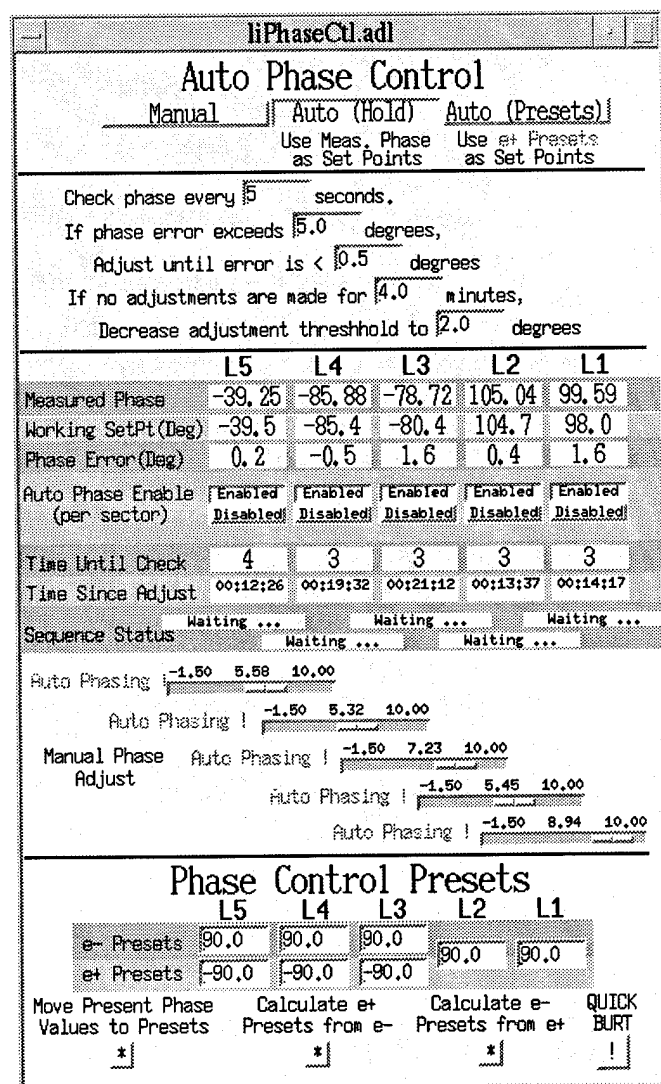 liPhaseCtl.adl
Auto Phase Control
Manual Auto (Hold) Auto (Presets)
Use Meas. Phase as Set Points
Use e+ Presets as Set Points
Check phase every 5 seconds.
If phase error exceeds 5.0 degrees,
Adjust until error is < 0.5 degrees
If no adjustments are made for 4.0 minutes,
Decrease adjustment threshhold to 2.0 degrees
L5 L4 L3 L2 L1
Measured Phase -39.25 -85.88 -78.72 105.04 99.59
Working SetPt(Deg) -39.5 -85.4 -80.4 104.7 98.0
Phase Error(Deg) 0.2 -0.5 1.6 0.4 1.6
Auto Phase Enable Enabled Enabled Enabled Enabled Enabled
(per sector) Disabled Disabled Disabled Disabled Disabled
Time Until Check 4 3 3 3 3
Time Since Adjust 00:12:26 00:19:32 00:21:12 00:13:37 00:14:17
Waiting ... Waiting ... Waiting ...
Sequence Status Waiting ... Waiting ...
Auto Phasing ! -1.50 5.58 10.00
Auto Phasing ! -1.50 5.32 10.00
Manual Phase Adjust
Auto Phasing ! -1.50 7.23 10.00
Auto Phasing ! -1.50 5.45 10.00
Auto Phasing ! -1.50 8.94 10.00
Phase Control Presets
L5 L4 L3 L2 L1
e- Presets 90.0 90.0 90.0 90.0 90.0
e+ Presets -90.0 -90.0 -90.0
Move Present Phase Values to Presets
*
Calculate e+ Presets from e-
*
Calculate e- Presets from e+
*
QUICK BURT
!